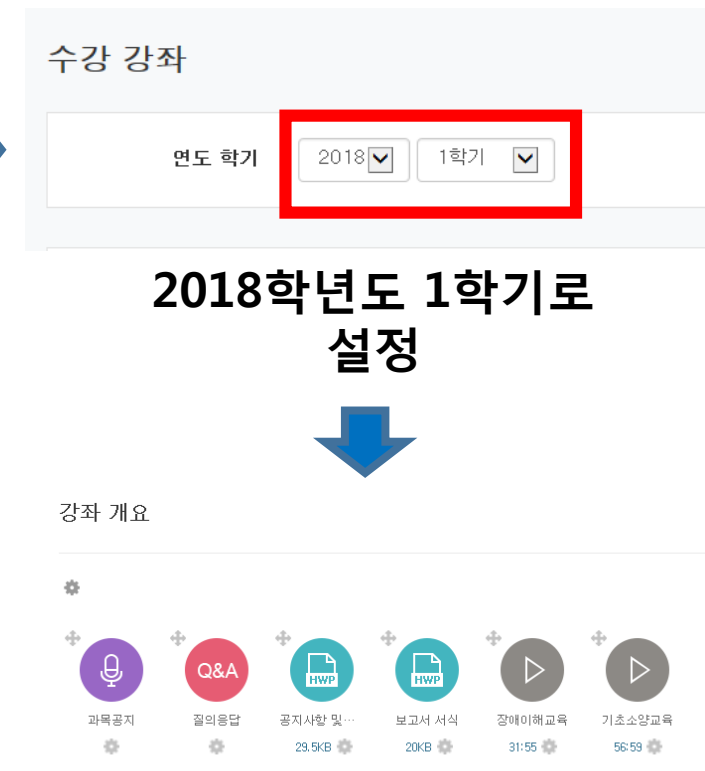 수강 강좌
연도 학기 2018 1학기
2018학년도 1학기로
설정
강좌 개요
Q&A HWP HWP
과목공지 질의응답 공지사항 및… 보고서 서식 장애이해교육 기초소양교육
29.5KB 20KB 31:55 56:59